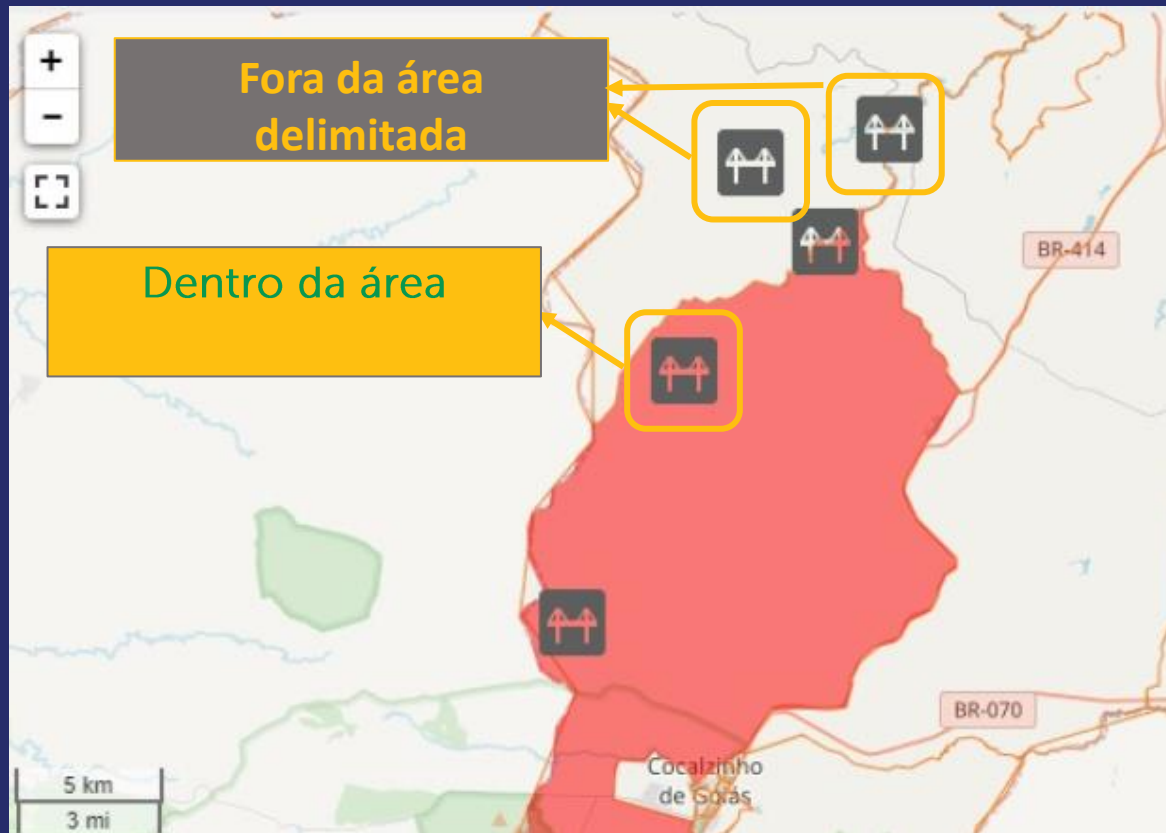 +
−
Fora da área
delimitada
BR-414
Dentro da área
BR-070
Cocalzinho
de Goiás
5 km
3 mi